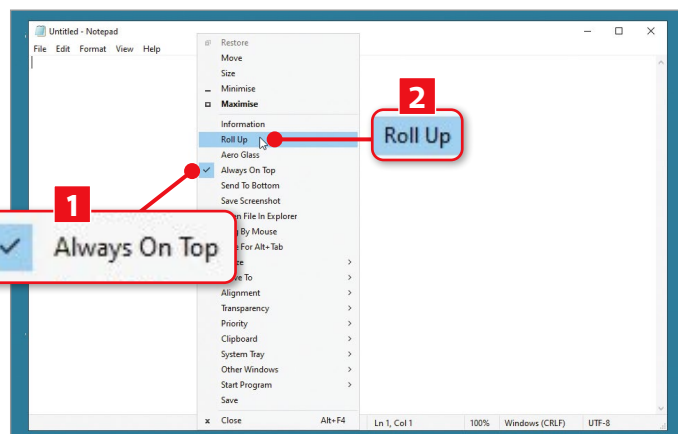 Untitled - Notepad
File Edit Format View Help
Restore
Move
Size
Minimise
Maximise
Information
Roll Up
Aero Glass
Always On Top
Send To Bottom
Save Screenshot
File In Explorer
By Mouse
For Alt+Tab
To
Alignment
Transparency
Priority
Clipboard
System Tray
Other Windows
Start Program
Save
x Close Alt+F4
2
Roll Up
1
Always On Top
Ln 1, Col 1 100% Windows (CRLF) UTF-8